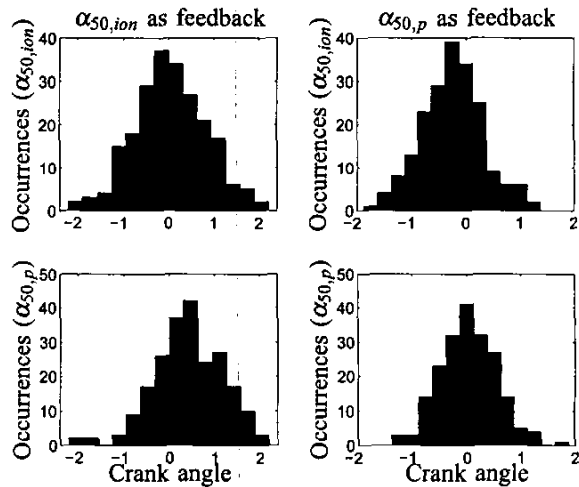 α50,ion as feedback
α50,p as feedback
Occurrences (α50,ion)
40
30
20
10
0
−2 −1 0 1 2
Occurrences (α50,ion)
40
30
20
10
0
−2 −1 0 1 2
Occurrences (α50,p)
50
40
30
20
10
0
−2 −1 0 1 2
Crank angle
Occurrences (α50,p)
50
40
30
20
10
0
−2 −1 0 1 2
Crank angle